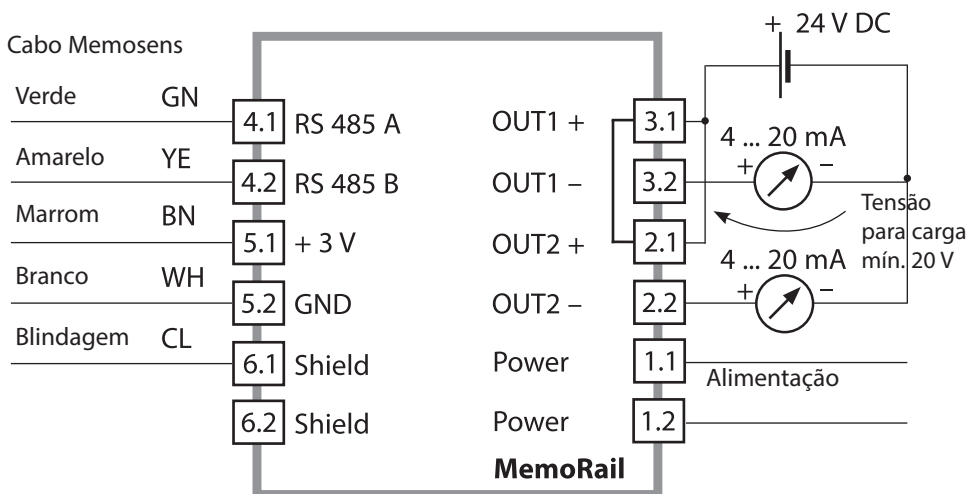 + 24 V DC
Cabo Memosens
Verde GN
4.1 RS 485 A
OUT1 + 3.1
4 ... 20 mA
+ −
Amarelo YE
4.2 RS 485 B
OUT1 − 3.2
Tensão
para carga
mín. 20 V
Marrom BN
5.1 + 3 V
OUT2 + 2.1
4 ... 20 mA
+ −
Branco WH
5.2 GND
OUT2 − 2.2
Blindagem CL
6.1 Shield
Power 1.1
Alimentação
6.2 Shield
Power 1.2
MemoRail